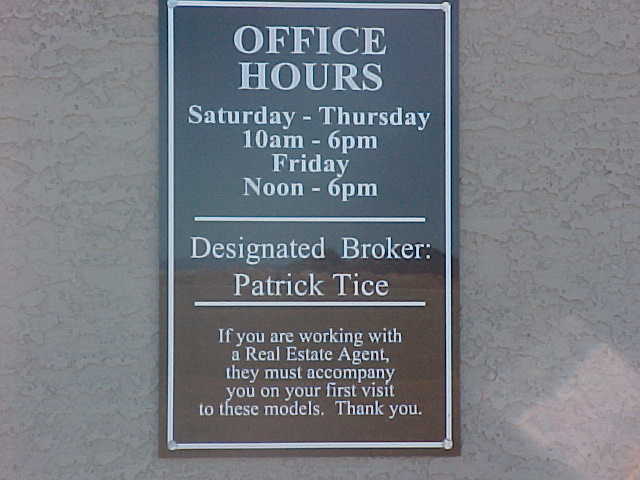 OFFICE
HOURS
Saturday - Thursday
10am - 6pm
Friday
Noon - 6pm
Designated Broker:
Patrick Tice
If you are working with
a Real Estate Agent,
they must accompany
you on your first visit
to these models. Thank you.